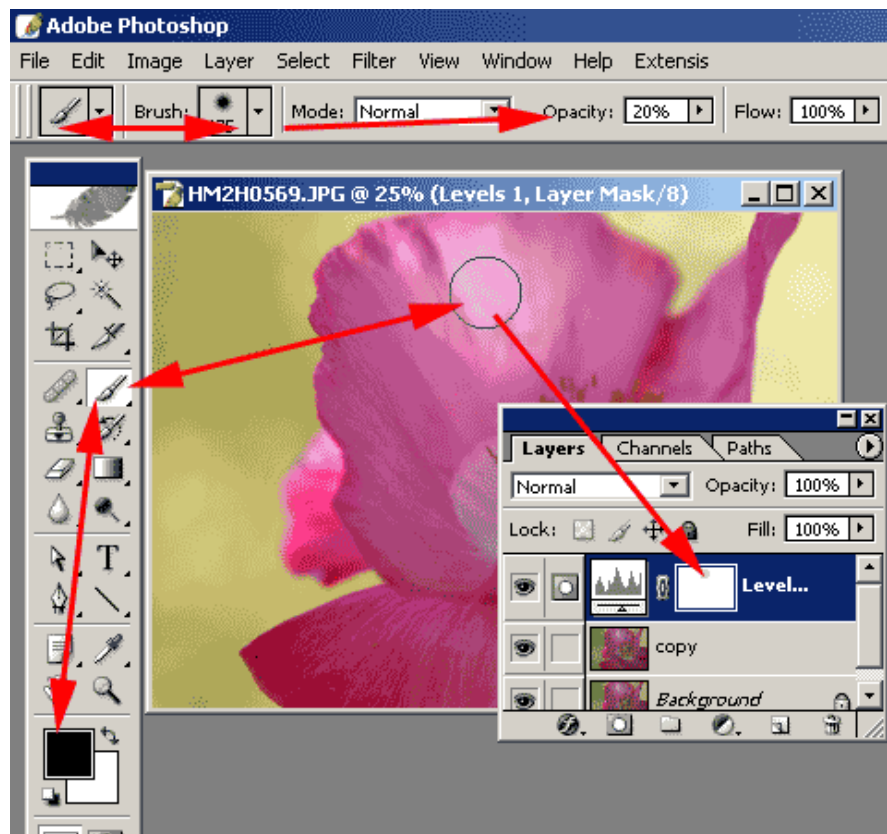 Adobe Photoshop
File Edit Image Layer Select Filter View Window Help Extensis
Brush: Mode: Normal Opacity: 20% Flow: 100%
HM2H0569.JPG @ 25% (Levels 1, Layer Mask/8)
Layers Channels Paths
Normal Opacity: 100%
Lock: Fill: 100%
Level...
copy
Background
T